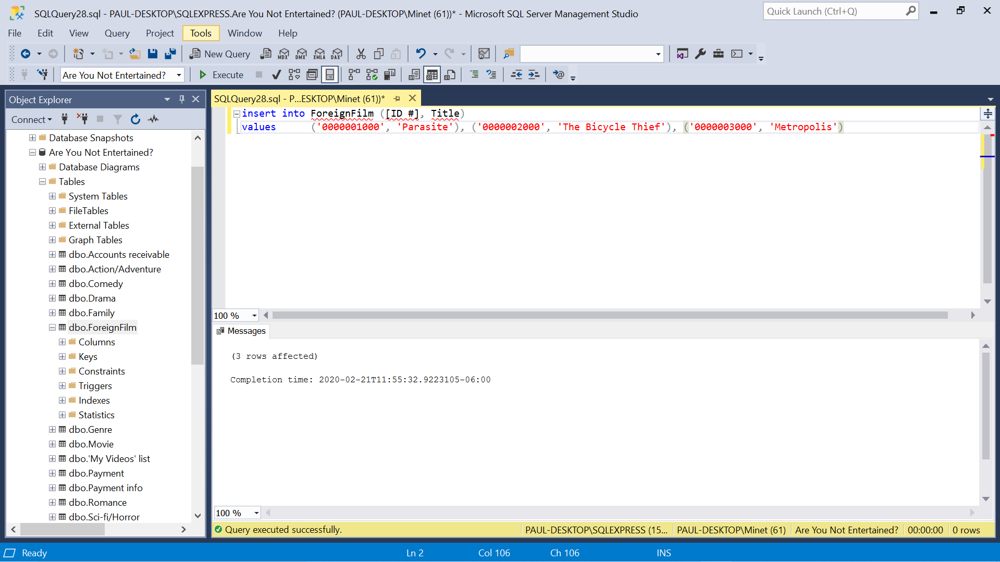 SQLQuery28.sql - PAUL-DESKTOP\SQLEXPRESS.Are You Not Entertained? (PAUL-DESKTOP\Minet (61))* - Microsoft SQL Server Management Studio
Quick Launch (Ctrl+Q)
File Edit View Query Project Tools Window Help
New Query MDX DMX XMLA DAX
Are You Not Entertained? Execute
Object Explorer
Connect
Database Snapshots
Are You Not Entertained?
Database Diagrams
Tables
System Tables
FileTables
External Tables
Graph Tables
dbo.Accounts receivable
dbo.Action/Adventure
dbo.Comedy
dbo.Drama
dbo.Family
dbo.ForeignFilm
Columns
Keys
Constraints
Triggers
Indexes
Statistics
dbo.Genre
dbo.Movie
dbo.'My Videos' list
dbo.Payment
dbo.Payment info
dbo.Romance
dbo.Sci-fi/Horror
SQLQuery28.sql - P...ESKTOP\Minet (61))*
insert into ForeignFilm ([ID #], Title)
values ('0000001000', 'Parasite'), ('0000002000', 'The Bicycle Thief'), ('0000003000', 'Metropolis')
100 %
Messages
(3 rows affected)
Completion time: 2020-02-21T11:55:32.9223105-06:00
100 %
Query executed successfully. PAUL-DESKTOP\SQLEXPRESS (15... PAUL-DESKTOP\Minet (61) Are You Not Entertained? 00:00:00 0 rows
Ready Ln 2 Col 106 Ch 106 INS